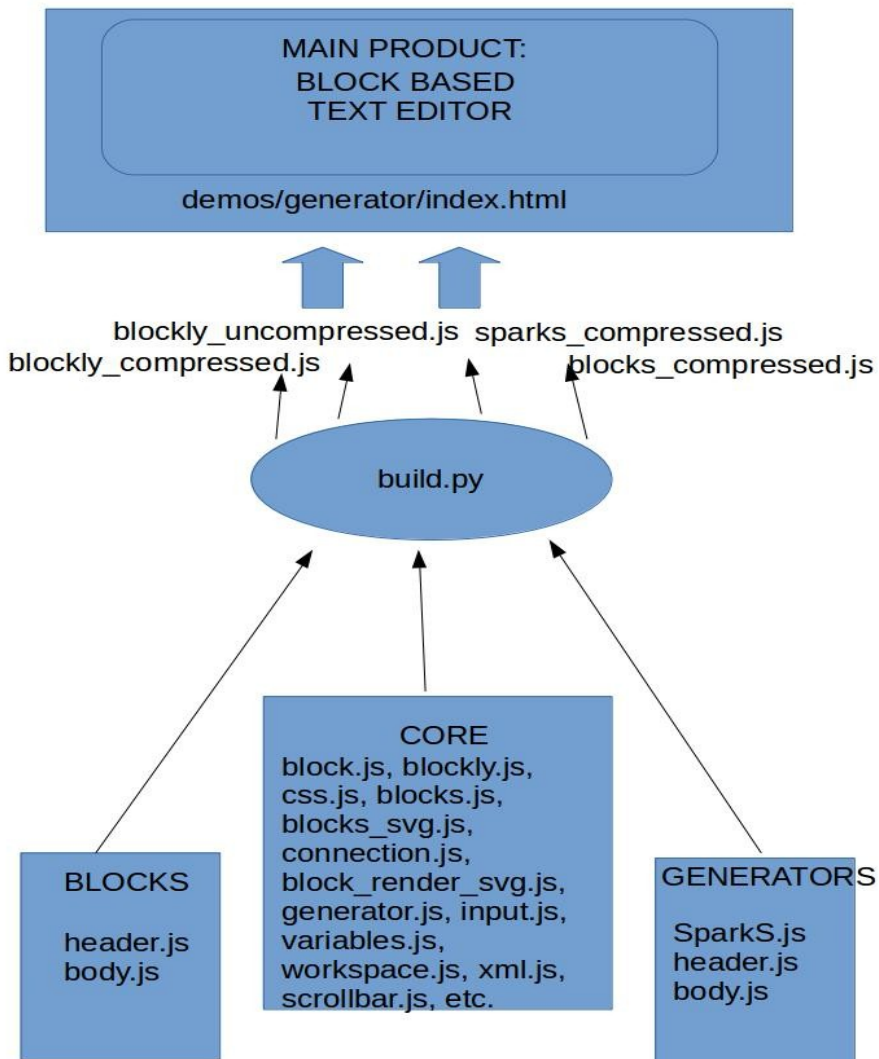 MAIN PRODUCT:
BLOCK BASED
TEXT EDITOR
demos/generator/index.html
blockly_uncompressed.js
sparks_compressed.js
blockly_compressed.js
blocks_compressed.js
build.py
CORE
block.js, blockly.js,
css.js, blocks.js,
blocks_svg.js,
connection.js,
block_render_svg.js,
generator.js, input.js,
variables.js,
workspace.js, xml.js,
scrollbar.js, etc.
BLOCKS
header.js
body.js
GENERATORS
SparkS.js
header.js
body.js